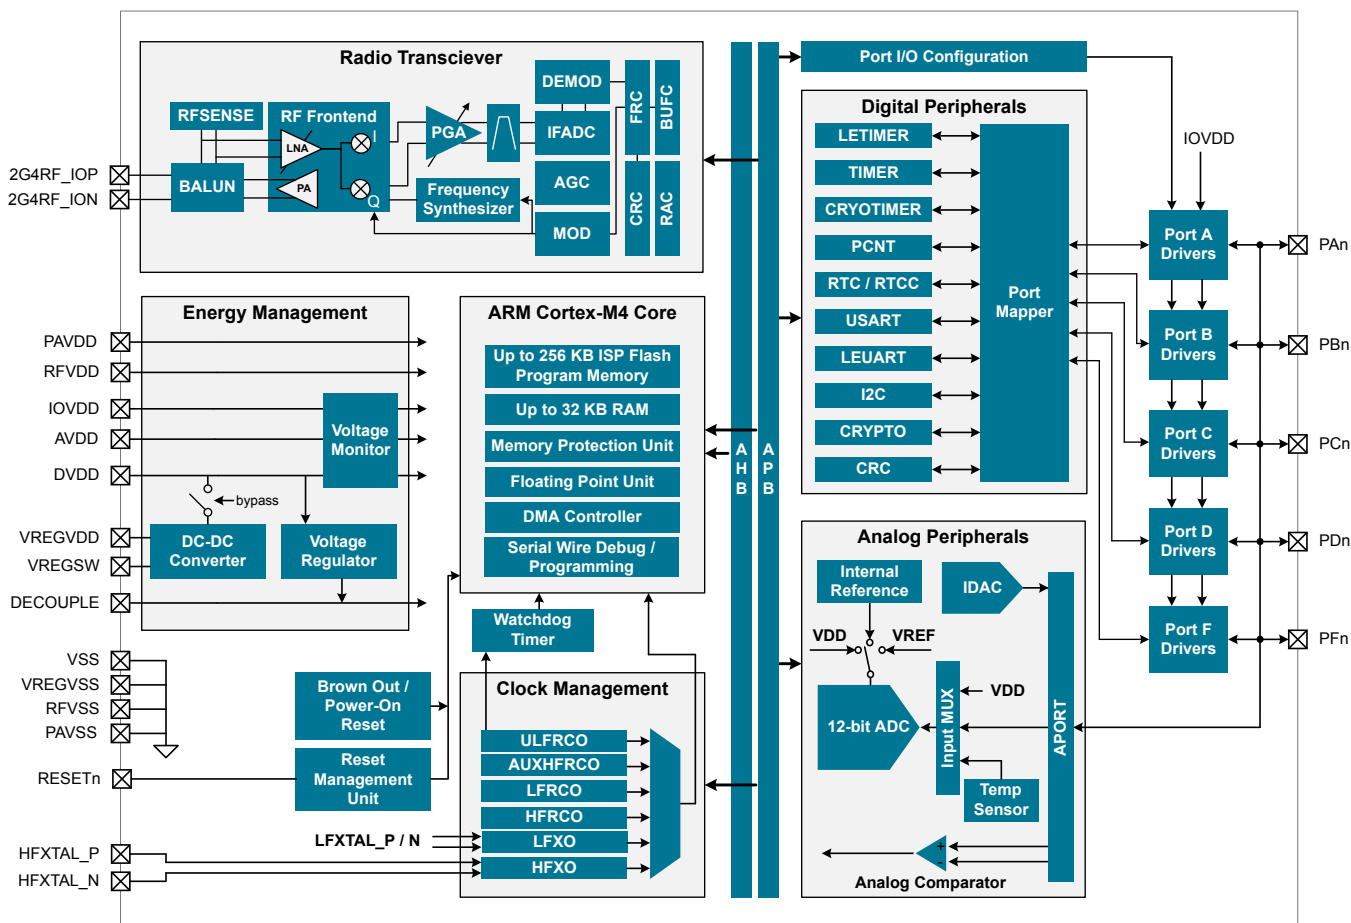 Radio Transciever
RFSENSE
RF Frontend
LNA
I
PA
Q
BALUN
PGA
Frequency
Synthesizer
DEMOD
IFADC
AGC
MOD
FRC
BUFC
CRC
RAC
2G4RF_IOP
2G4RF_ION
Energy Management
PAVDD
RFVDD
IOVDD
AVDD
DVDD
Voltage
Monitor
bypass
VREGVDD
VREGSW
DC-DC
Converter
Voltage
Regulator
DECOUPLE
VSS
VREGVSS
RFVSS
PAVSS
RESETn
HFXTAL_P
HFXTAL_N
Brown Out /
Power-On
Reset
Reset
Management
Unit
LFXTAL_P / N
ARM Cortex-M4 Core
Up to 256 KB ISP Flash
Program Memory
Up to 32 KB RAM
Memory Protection Unit
Floating Point Unit
DMA Controller
Serial Wire Debug /
Programming
Watchdog
Timer
Clock Management
ULFRCO
AUXHFRCO
LFRCO
HFRCO
LFXO
HFXO
AHB
APB
Port I/O Configuration
Digital Peripherals
LETIMER
TIMER
CRYOTIMER
PCNT
RTC / RTCC
USART
LEUART
I2C
CRYPTO
CRC
Port
Mapper
Analog Peripherals
Internal
Reference
IDAC
VDD
VREF
12-bit ADC
Input MUX
VDD
Temp
Sensor
APORT
+
-
Analog Comparator
IOVDD
Port A
Drivers
Port B
Drivers
Port C
Drivers
Port D
Drivers
Port F
Drivers
PAn
PBn
PCn
PDn
PFn